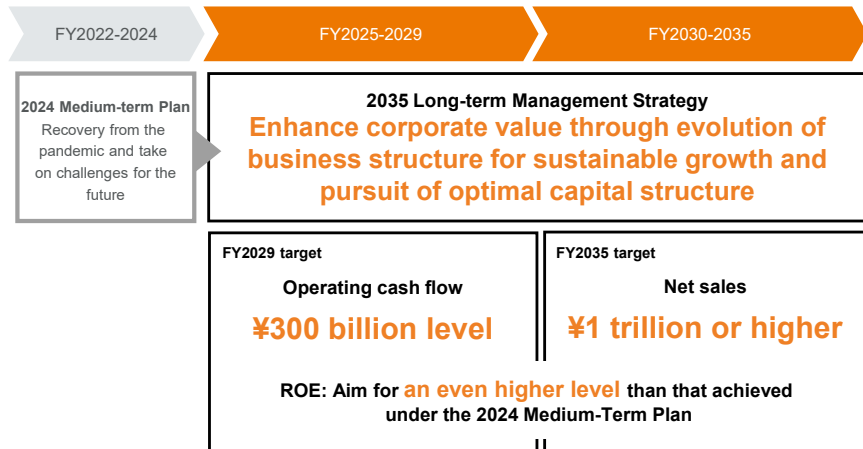 FY2022-2024
FY2025-2029
FY2030-2035
2024 Medium-term Plan
Recovery from the
pandemic and take
on challenges for the
future
2035 Long-term Management Strategy
Enhance corporate value through evolution of
business structure for sustainable growth and
pursuit of optimal capital structure
FY2029 target
Operating cash flow
¥300 billion level
FY2035 target
Net sales
¥1 trillion or higher
ROE: Aim for an even higher level than that achieved
under the 2024 Medium-Term Plan